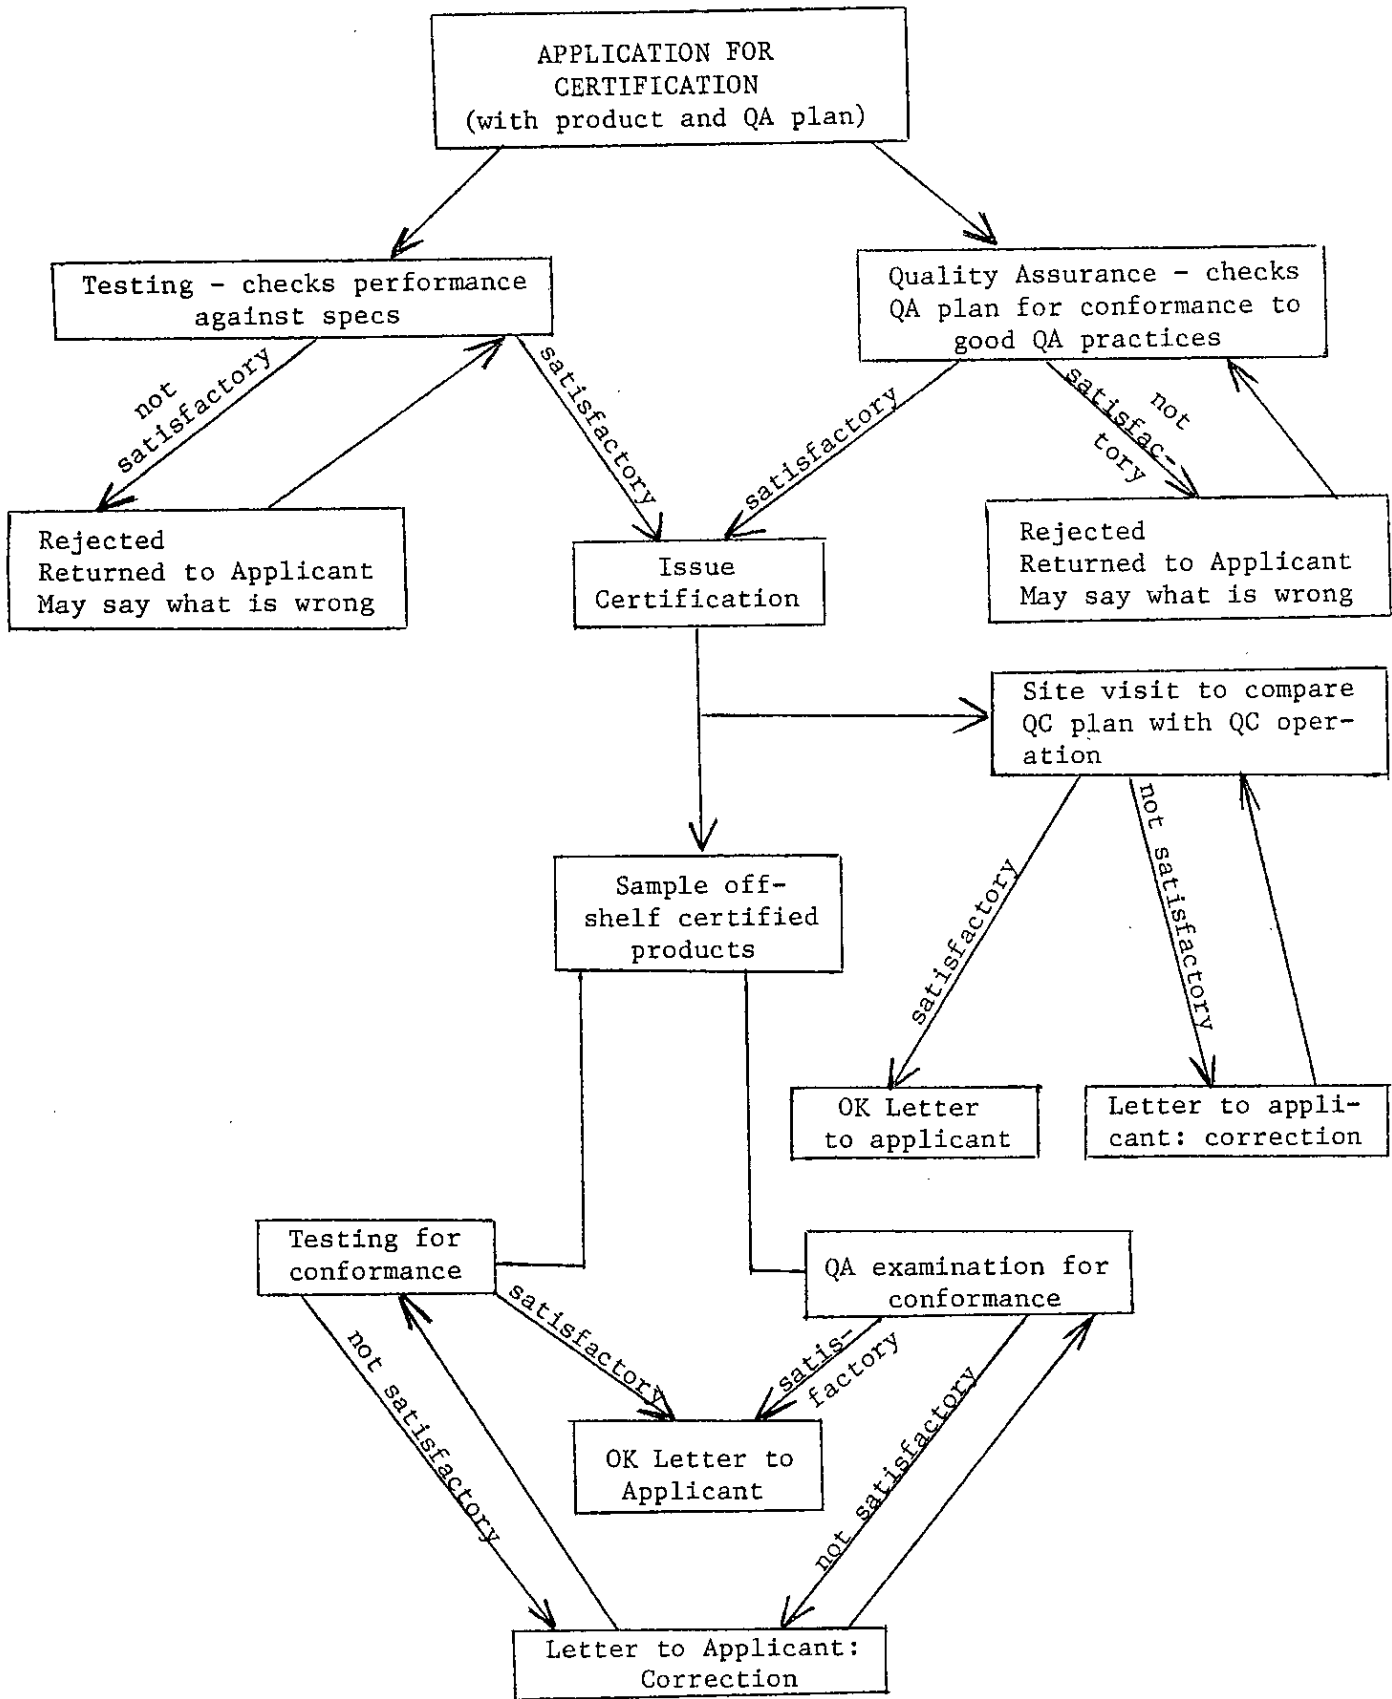 APPLICATION FOR
CERTIFICATION
(with product and QA plan)
Testing - checks performance
against specs
Quality Assurance - checks
QA plan for conformance to
good QA practices
not
satisfactory
satisfactory
satisfactory
not
satisfac-
tory
Rejected
Returned to Applicant
May say what is wrong
Issue
Certification
Rejected
Returned to Applicant
May say what is wrong
Site visit to compare
QC plan with QC oper-
ation
Sample off-
shelf certified
products
satisfactory
not satisfactory
OK Letter
to applicant
Letter to appli-
cant: correction
Testing for
conformance
QA examination for
conformance
satisfactory
satis-
factory
not satisfactory
not satisfactory
OK Letter to
Applicant
Letter to Applicant:
Correction